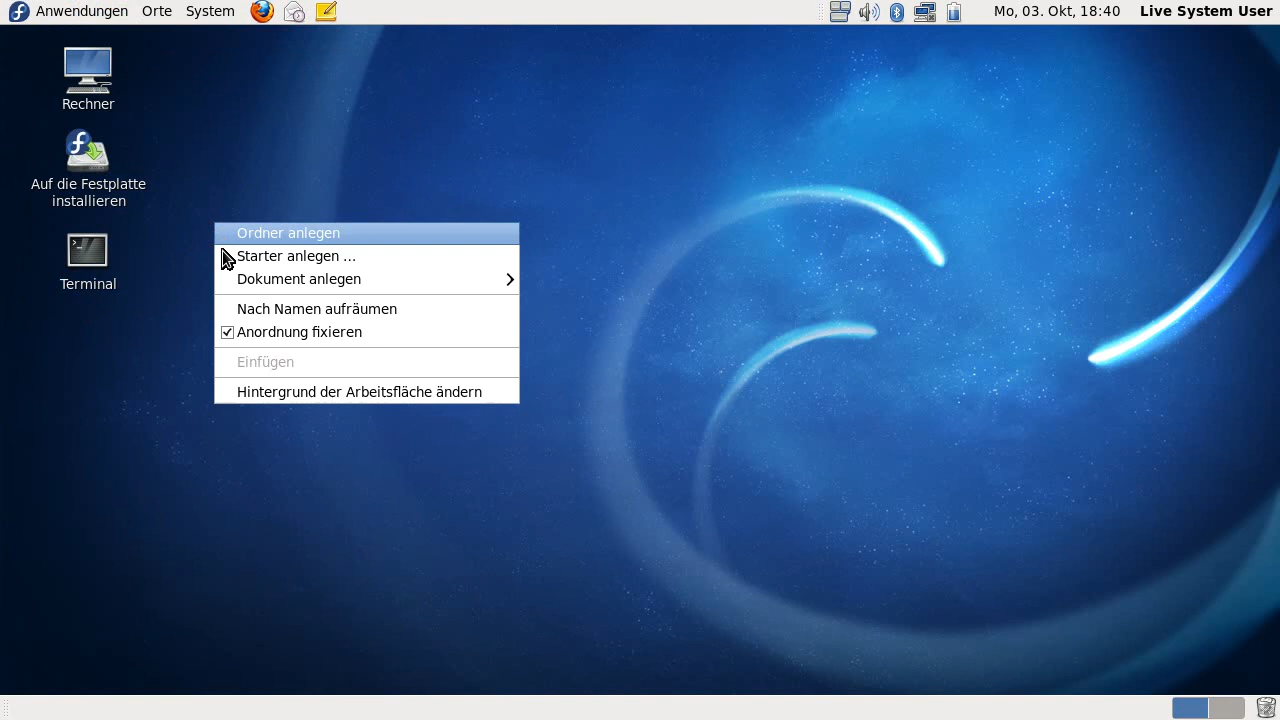 Anwendungen Orte System Mo, 03. Okt, 18:40 Live System User
Rechner
Auf die Festplatte
installieren
Terminal
Ordner anlegen
Starter anlegen ...
Dokument anlegen
Nach Namen aufräumen
Anordnung fixieren
Einfügen
Hintergrund der Arbeitsfläche ändern